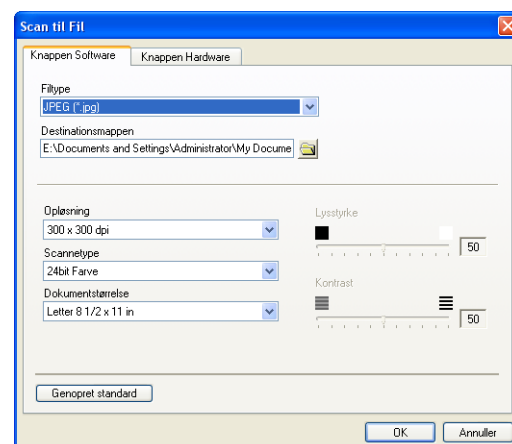 Scan til Fil
Knappen Software
Knappen Hardware
Filtype
JPEG (*.jpg)
Destinationsmappen
E:\Documents and Settings\Administrator\My Docume
Opløsning
300 x 300 dpi
Scannetype
24bit Farve
Dokumentstørrelse
Letter 8 1/2 x 11 in
Lysstyrke
50
Kontrast
50
Genopret standard
OK
Annuller